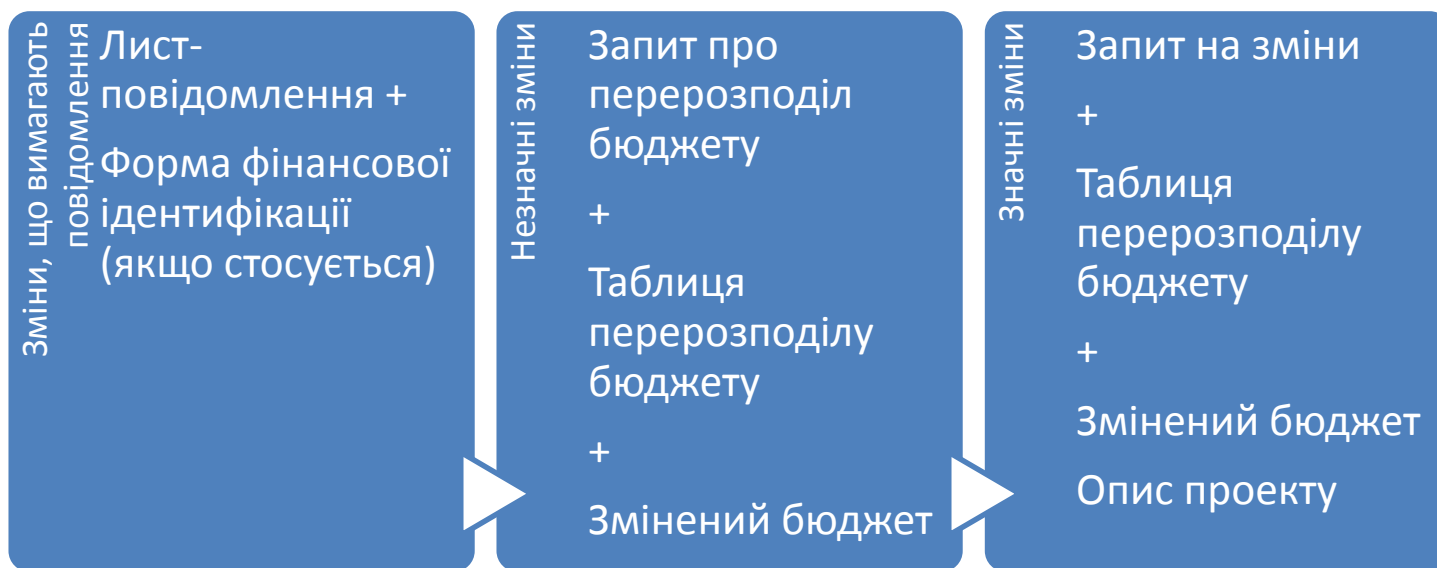 Зміни, що вимагають
повідомлення
Лист-
повідомлення +
Форма фінансової
ідентифікації
(якщо стосується)
Незначні зміни
Запит про
перерозподіл
бюджету
+
Таблиця
перерозподілу
бюджету
+
Змінений бюджет
Значні зміни
Запит на зміни
+
Таблиця
перерозподілу
бюджету
+
Змінений бюджет
Опис проекту